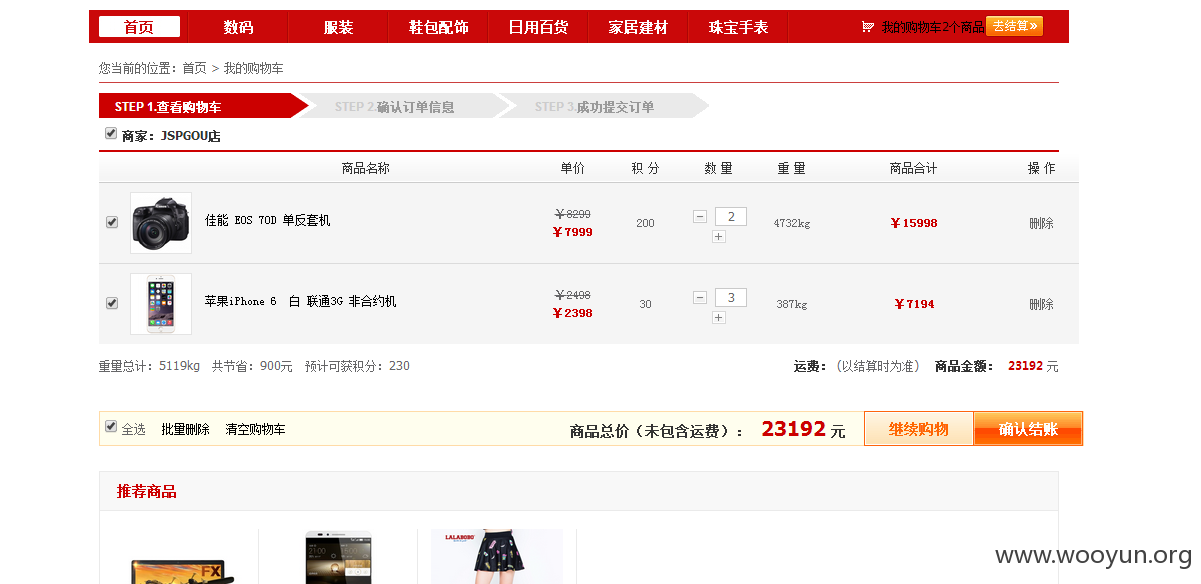 首页 数码 服装 鞋包配饰 日用百货 家居建材 珠宝手表 我的购物车2个商品 去结算»
您当前的位置：首页 > 我的购物车
STEP 1.查看购物车 STEP 2.确认订单信息 STEP 3.成功提交订单
商家：JSPGOU店
商品名称 单价 积 分 数 量 重 量 商品合计 操 作
佳能 EOS 70D 单反套机 ￥8299 ￥7999 200 − 2 + 4732kg ￥15998 删除
苹果iPhone 6 白 联通3G 非合约机 ￥2498 ￥2398 30 − 3 + 387kg ￥7194 删除
重量总计：5119kg 共节省：900元 预计可获积分：230 运费：（以结算时为准） 商品金额： 23192 元
全选 批量删除 清空购物车 商品总价（未包含运费）： 23192 元 继续购物 确认结账
推荐商品
LALABOBO
FX
www.wooyun.org